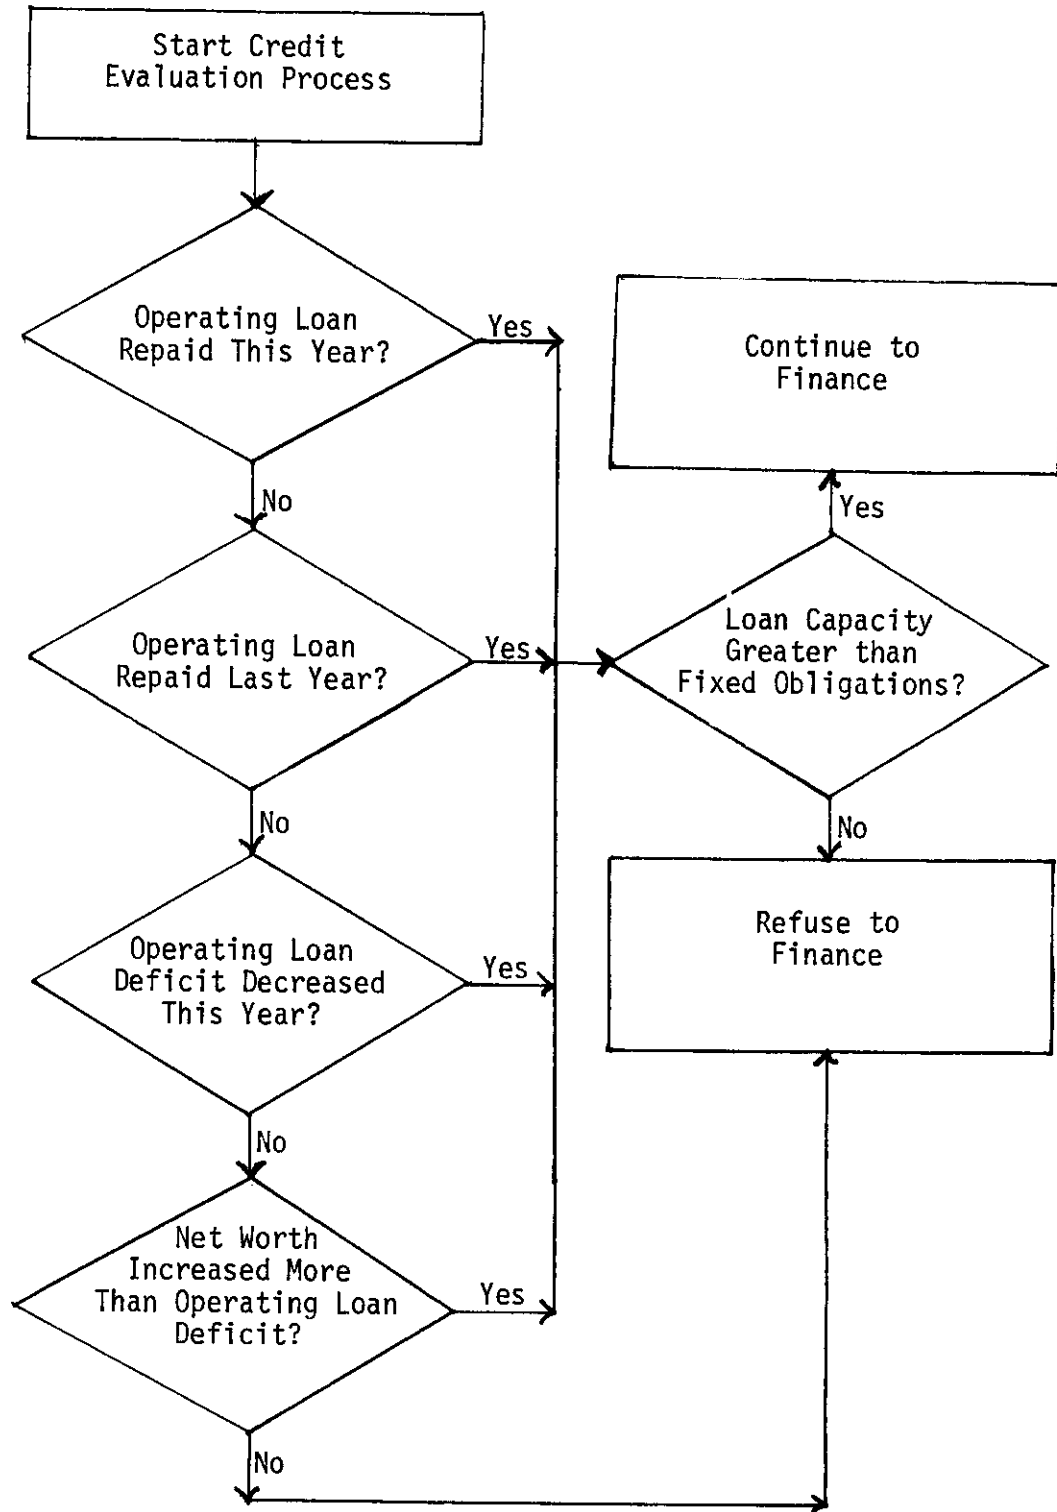 Start Credit
Evaluation Process
Operating Loan
Repaid This Year?
Yes
No
Operating Loan
Repaid Last Year?
Yes
No
Operating Loan
Deficit Decreased
This Year?
Yes
No
Net Worth
Increased More
Than Operating Loan
Deficit?
Yes
No
Continue to
Finance
Yes
Loan Capacity
Greater than
Fixed Obligations?
No
Refuse to
Finance